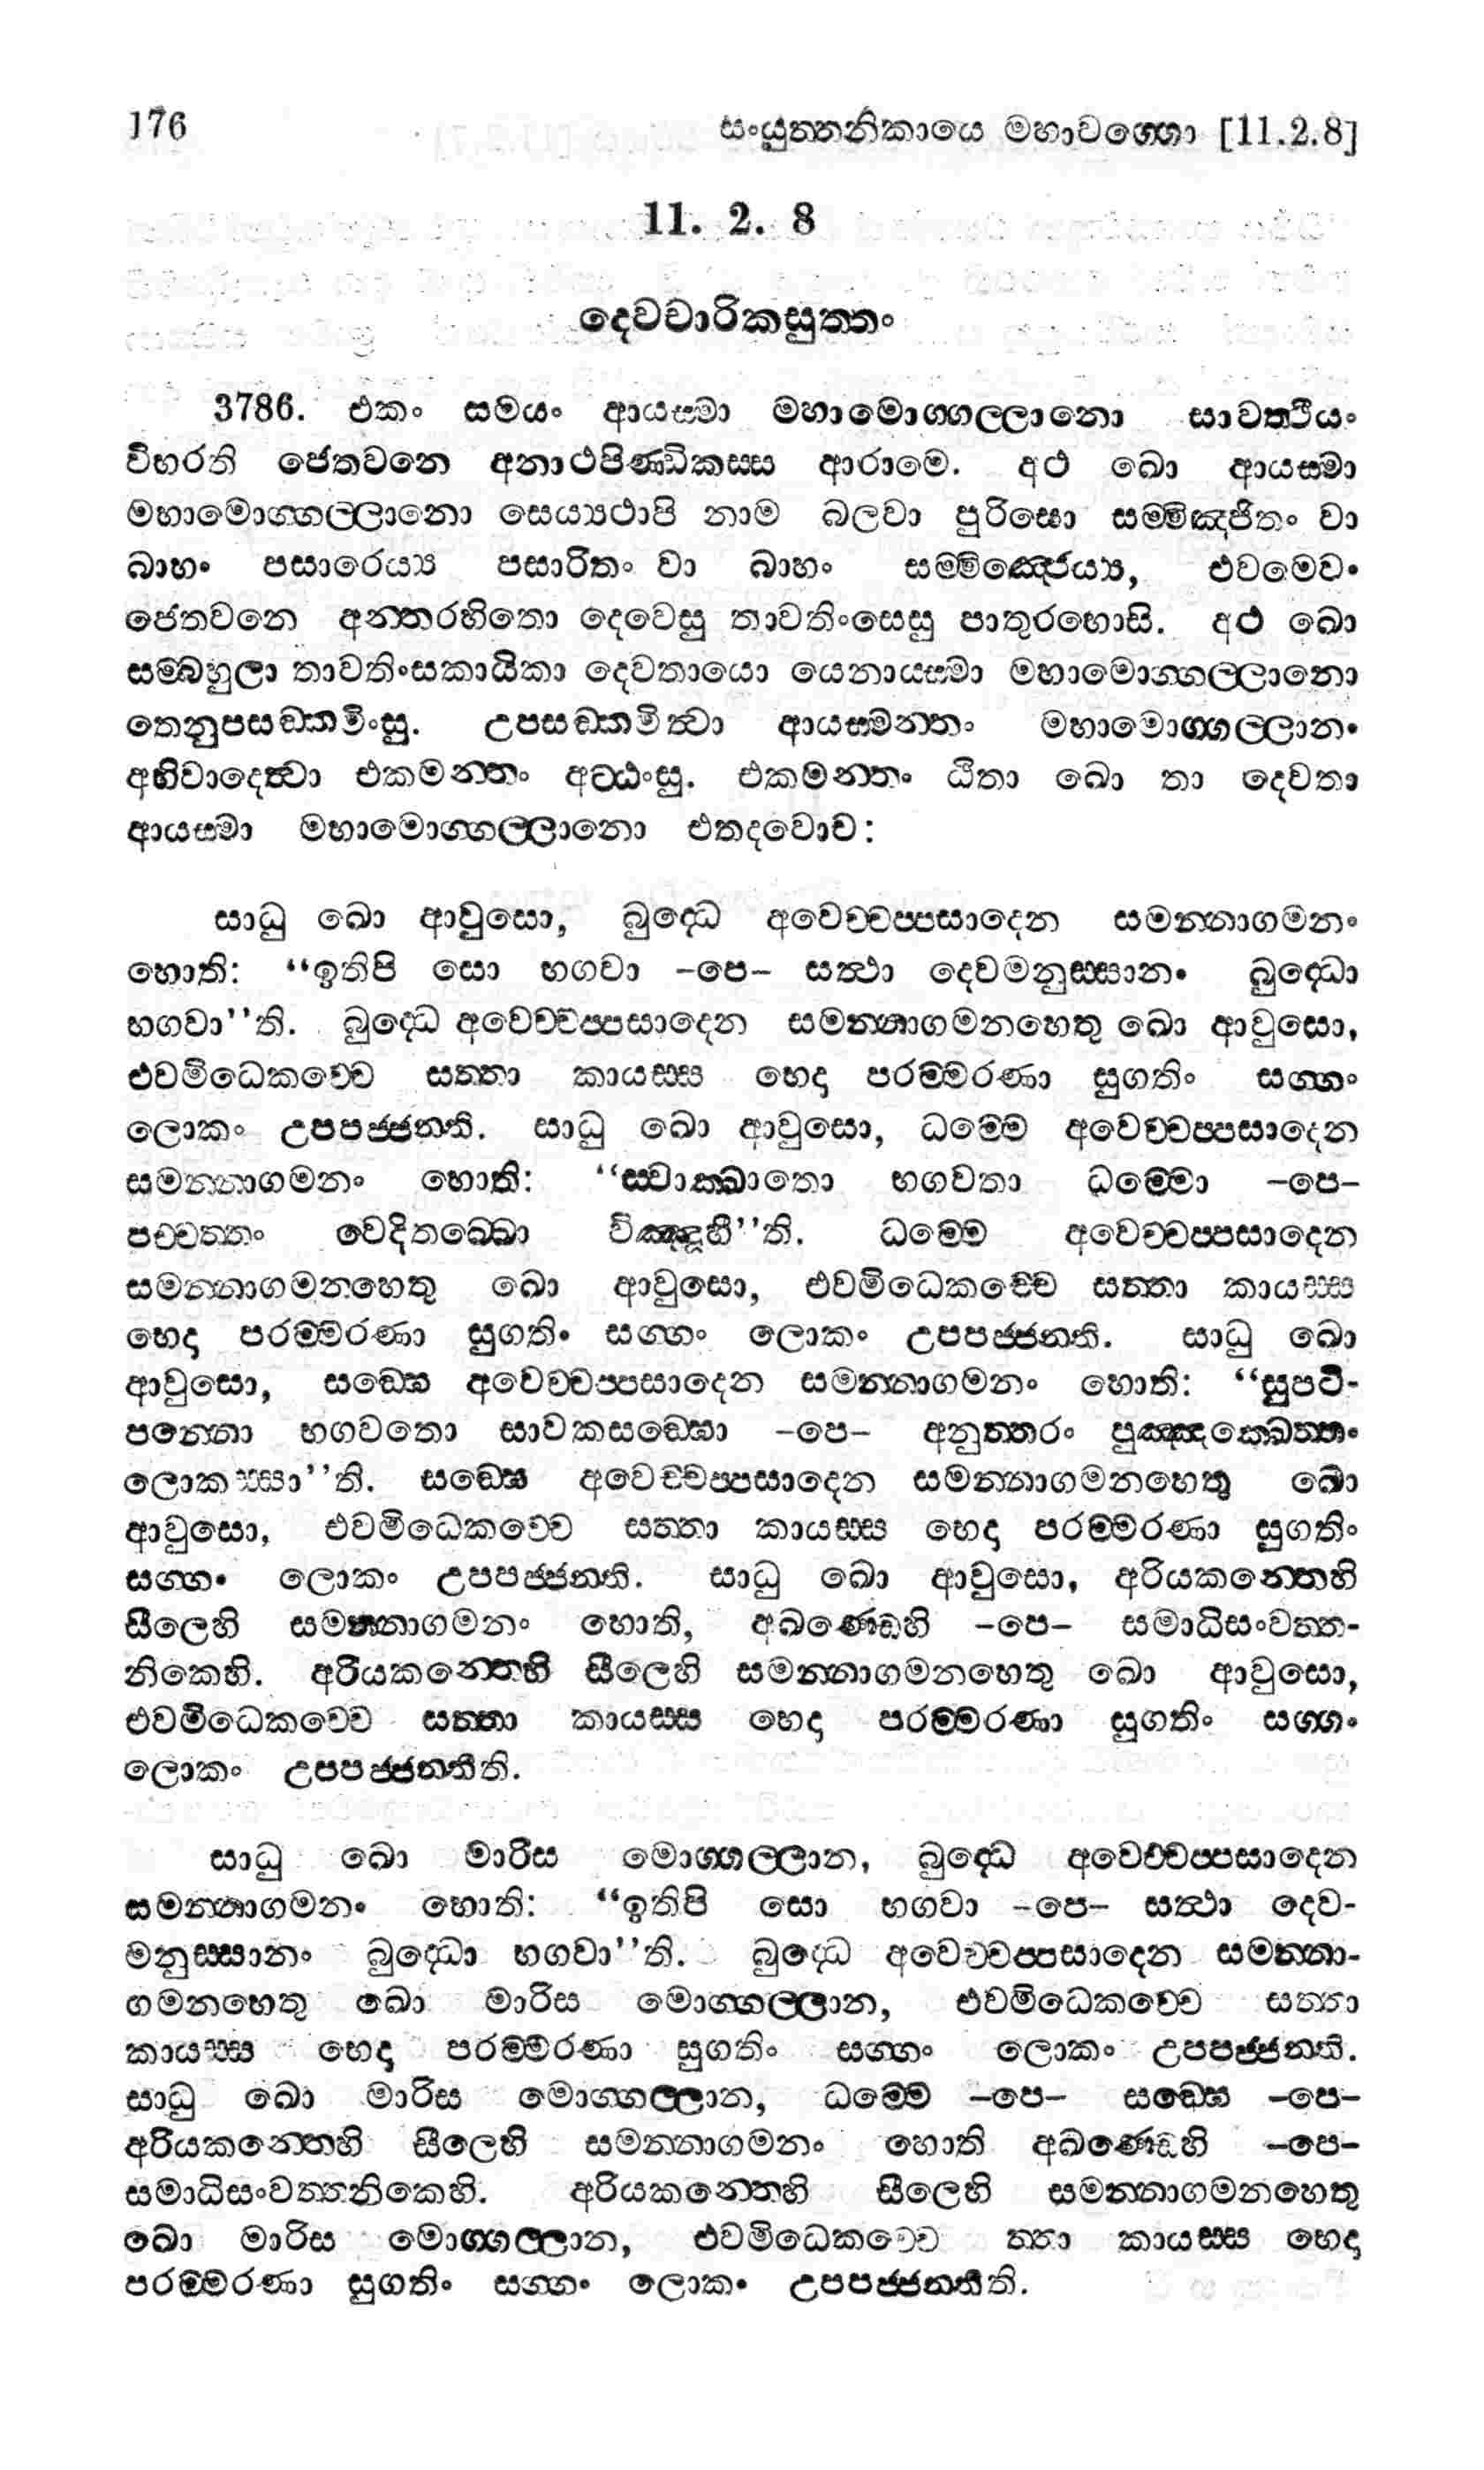 176 සංයුත්තනිකායෙ මහාවග්ගො [11.2.8]
11. 2. 8
දෙවචාරිකසුත්තං
3786. එකං සමයං ආයස්මා මහාමොග්ගල්ලානො සාවත්ථියං
විහරති ජෙතවනෙ අනාථපිණ්ඩිකස්ස ආරාමෙ. අථ ඛො ආයස්මා
මහාමොග්ගල්ලානො සෙය්‍යථාපි නාම බලවා පුරිසො සම්මිඤ්ජිතං වා
බාහං පසාරෙය්‍ය පසාරිතං වා බාහං සම්මිඤ්ජෙය්‍ය, එවමෙවං
ජෙතවනෙ අන්තරහිතො දෙවෙසු තාවතිංසෙසු පාතුරහොසි. අථ ඛො
සම්බහුලා තාවතිංසකායිකා දෙවතායො යෙනායස්මා මහාමොග්ගල්ලානො
තෙනුපසඞ්කමිංසු. උපසඞ්කමිත්වා ආයස්මන්තං මහාමොග්ගල්ලානං
අභිවාදෙත්වා එකමන්තං අට්ඨංසු. එකමන්තං ඨිතා ඛො තා දෙවතා
ආයස්මා මහාමොග්ගල්ලානො එතදවොච:
සාධු ඛො ආවුසො, බුද්ධෙ අවෙච්චප්පසාදෙන සමන්නාගමනං
හොති: “ඉතිපි සො භගවා -පෙ- සත්ථා දෙවමනුස්සානං බුද්ධො
භගවා’’ති. බුද්ධෙ අවෙච්චප්පසාදෙන සමන්නාගමනහෙතු ඛො ආවුසො,
එවමිධෙකච්චෙ සත්තා කායස්ස භෙදා පරම්මරණා සුගතිං සග්ගං
ලොකං උපපජ්ජන්ති. සාධු ඛො ආවුසො, ධම්මෙ අවෙච්චප්පසාදෙන
සමන්නාගමනං හොති: “ස්වාක්ඛාතො භගවතා ධම්මො -පෙ-
පච්චත්තං වෙදිතබ්බො විඤ්ඤූහී’’ති. ධම්මෙ අවෙච්චප්පසාදෙන
සමන්නාගමනහෙතු ඛො ආවුසො, එවමිධෙකච්චෙ සත්තා කායස්ස
භෙදා පරම්මරණා සුගතිං සග්ගං ලොකං උපපජ්ජන්ති. සාධු ඛො
ආවුසො, සඞ්ඝෙ අවෙච්චප්පසාදෙන සමන්නාගමනං හොති: “සුපටි-
පන්නො භගවතො සාවකසඞ්ඝො -පෙ- අනුත්තරං පුඤ්ඤක්ඛෙත්තං
ලොකස්සා’’ති. සඞ්ඝෙ අවෙච්චප්පසාදෙන සමන්නාගමනහෙතු ඛො
ආවුසො, එවමිධෙකච්චෙ සත්තා කායස්ස භෙදා පරම්මරණා සුගතිං
සග්ගං ලොකං උපපජ්ජන්ති. සාධු ඛො ආවුසො, අරියකන්තෙහි
සීලෙහි සමන්නාගමනං හොති, අඛණ්ඩෙහි -පෙ- සමාධිසංවත්ත-
නිකෙහි. අරියකන්තෙහි සීලෙහි සමන්නාගමනහෙතු ඛො ආවුසො,
එවමිධෙකච්චෙ සත්තා කායස්ස භෙදා පරම්මරණා සුගතිං සග්ගං
ලොකං උපපජ්ජන්තීති.
සාධු ඛො මාරිස මොග්ගල්ලාන, බුද්ධෙ අවෙච්චප්පසාදෙන
සමන්නාගමනං හොති: “ඉතිපි සො භගවා -පෙ- සත්ථා දෙව-
මනුස්සානං බුද්ධො භගවා’’ති. බුද්ධෙ අවෙච්චප්පසාදෙන සමන්නා-
ගමනහෙතු ඛො මාරිස මොග්ගල්ලාන, එවමිධෙකච්චෙ සත්තා
කායස්ස භෙදා පරම්මරණා සුගතිං සග්ගං ලොකං උපපජ්ජන්ති.
සාධු ඛො මාරිස මොග්ගල්ලාන, ධම්මෙ -පෙ- සඞ්ඝෙ -පෙ-
අරියකන්තෙහි සීලෙහි සමන්නාගමනං හොති අඛණ්ඩෙහි -පෙ-
සමාධිසංවත්තනිකෙහි. අරියකන්තෙහි සීලෙහි සමන්නාගමනහෙතු
ඛො මාරිස මොග්ගල්ලාන, එවමිධෙකච්චෙ ත්තා කායස්ස භෙදා
පරම්මරණා සුගතිං සග්ගං ලොකං උපපජ්ජන්තීති.